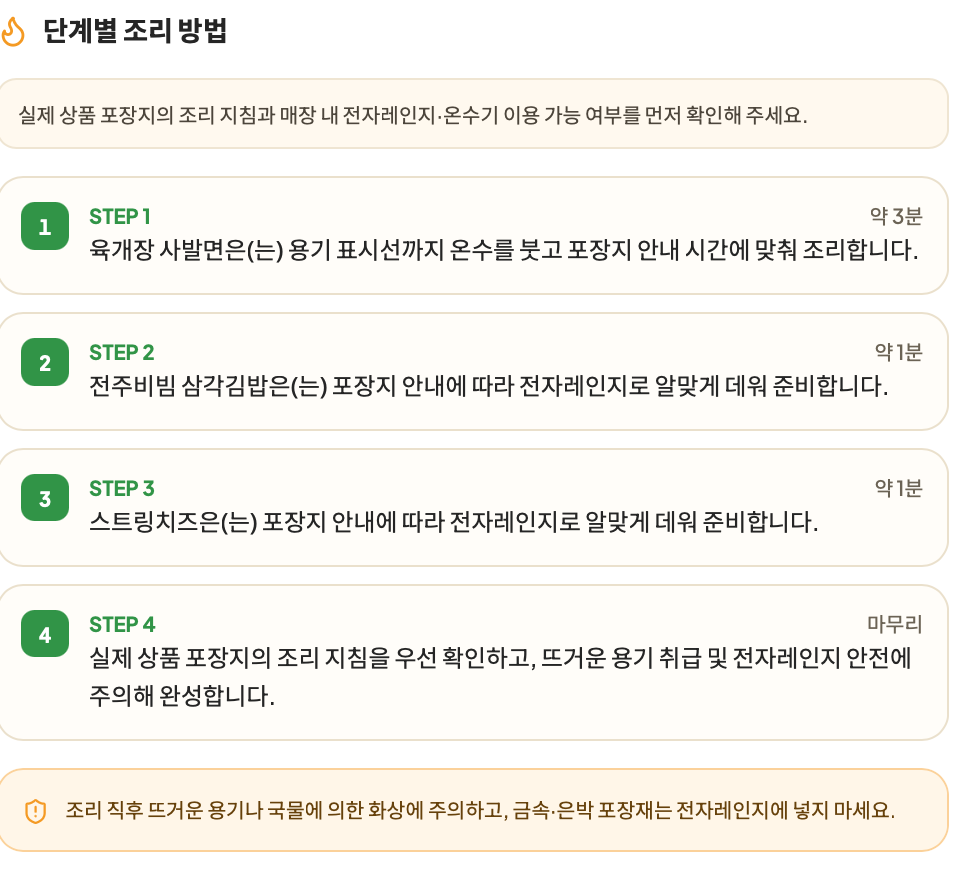 단계별 조리 방법
실제 상품 포장지의 조리 지침과 매장 내 전자레인지·온수기 이용 가능 여부를 먼저 확인해 주세요.
1
STEP 1
약 3분
육개장 사발면은(는) 용기 표시선까지 온수를 붓고 포장지 안내 시간에 맞춰 조리합니다.
2
STEP 2
약 1분
전주비빔 삼각김밥은(는) 포장지 안내에 따라 전자레인지로 알맞게 데워 준비합니다.
3
STEP 3
약 1분
스트링치즈은(는) 포장지 안내에 따라 전자레인지로 알맞게 데워 준비합니다.
4
STEP 4
마무리
실제 상품 포장지의 조리 지침을 우선 확인하고, 뜨거운 용기 취급 및 전자레인지 안전에
주의해 완성합니다.
조리 직후 뜨거운 용기나 국물에 의한 화상에 주의하고, 금속·은박 포장재는 전자레인지에 넣지 마세요.